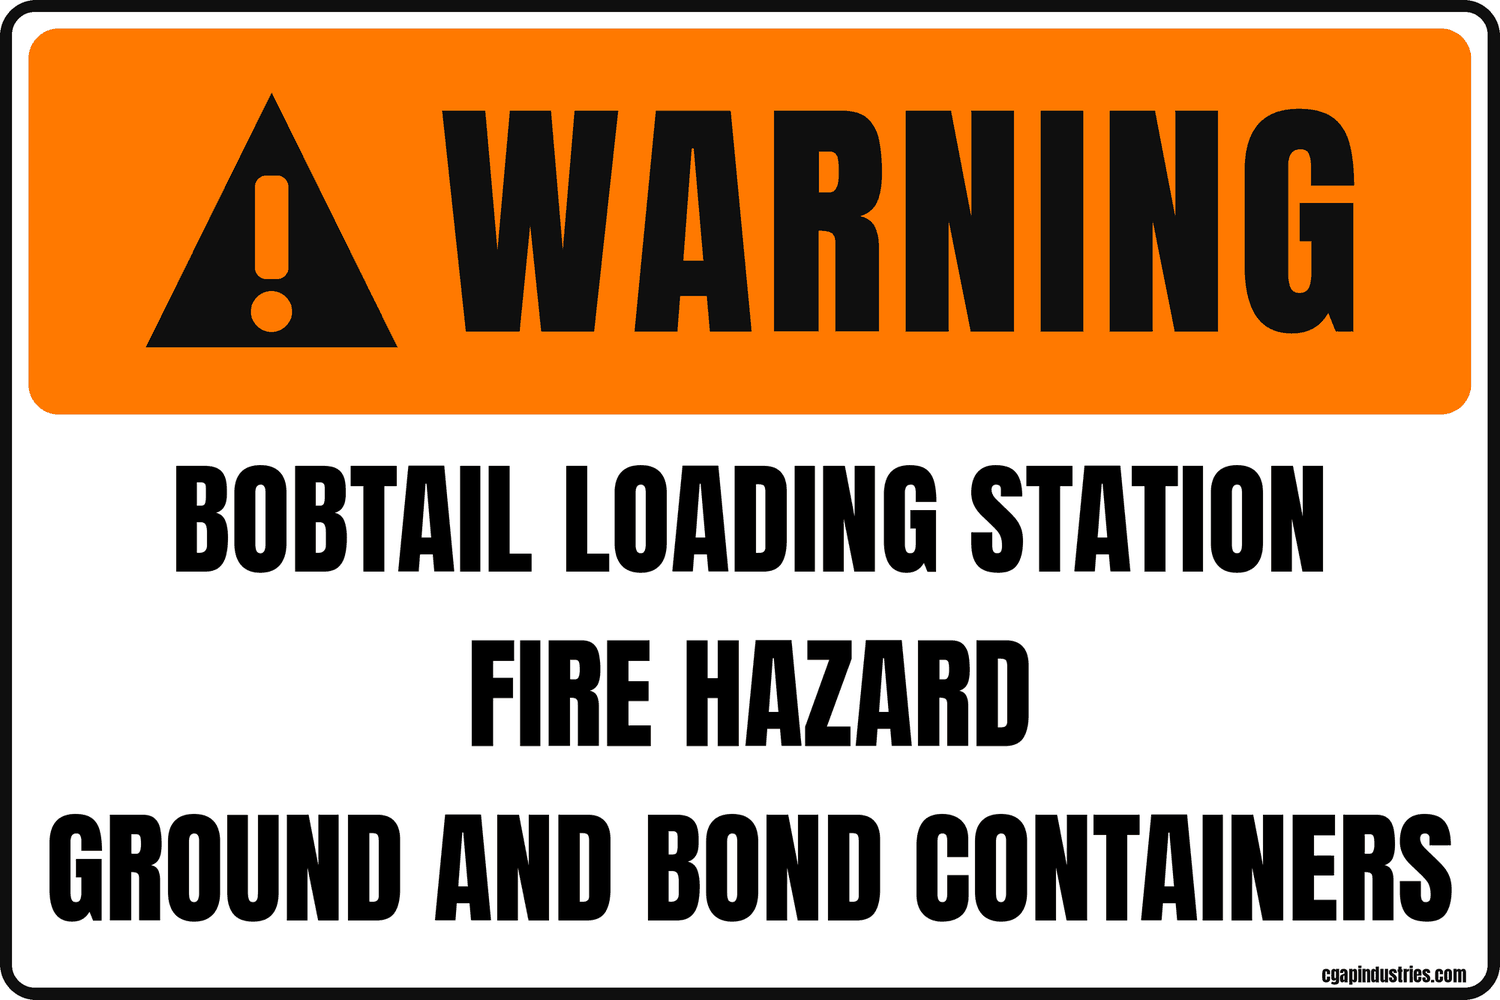 WARNING
BOBTAIL LOADING STATION
FIRE HAZARD
GROUND AND BOND CONTAINERS
cgapindustries.com